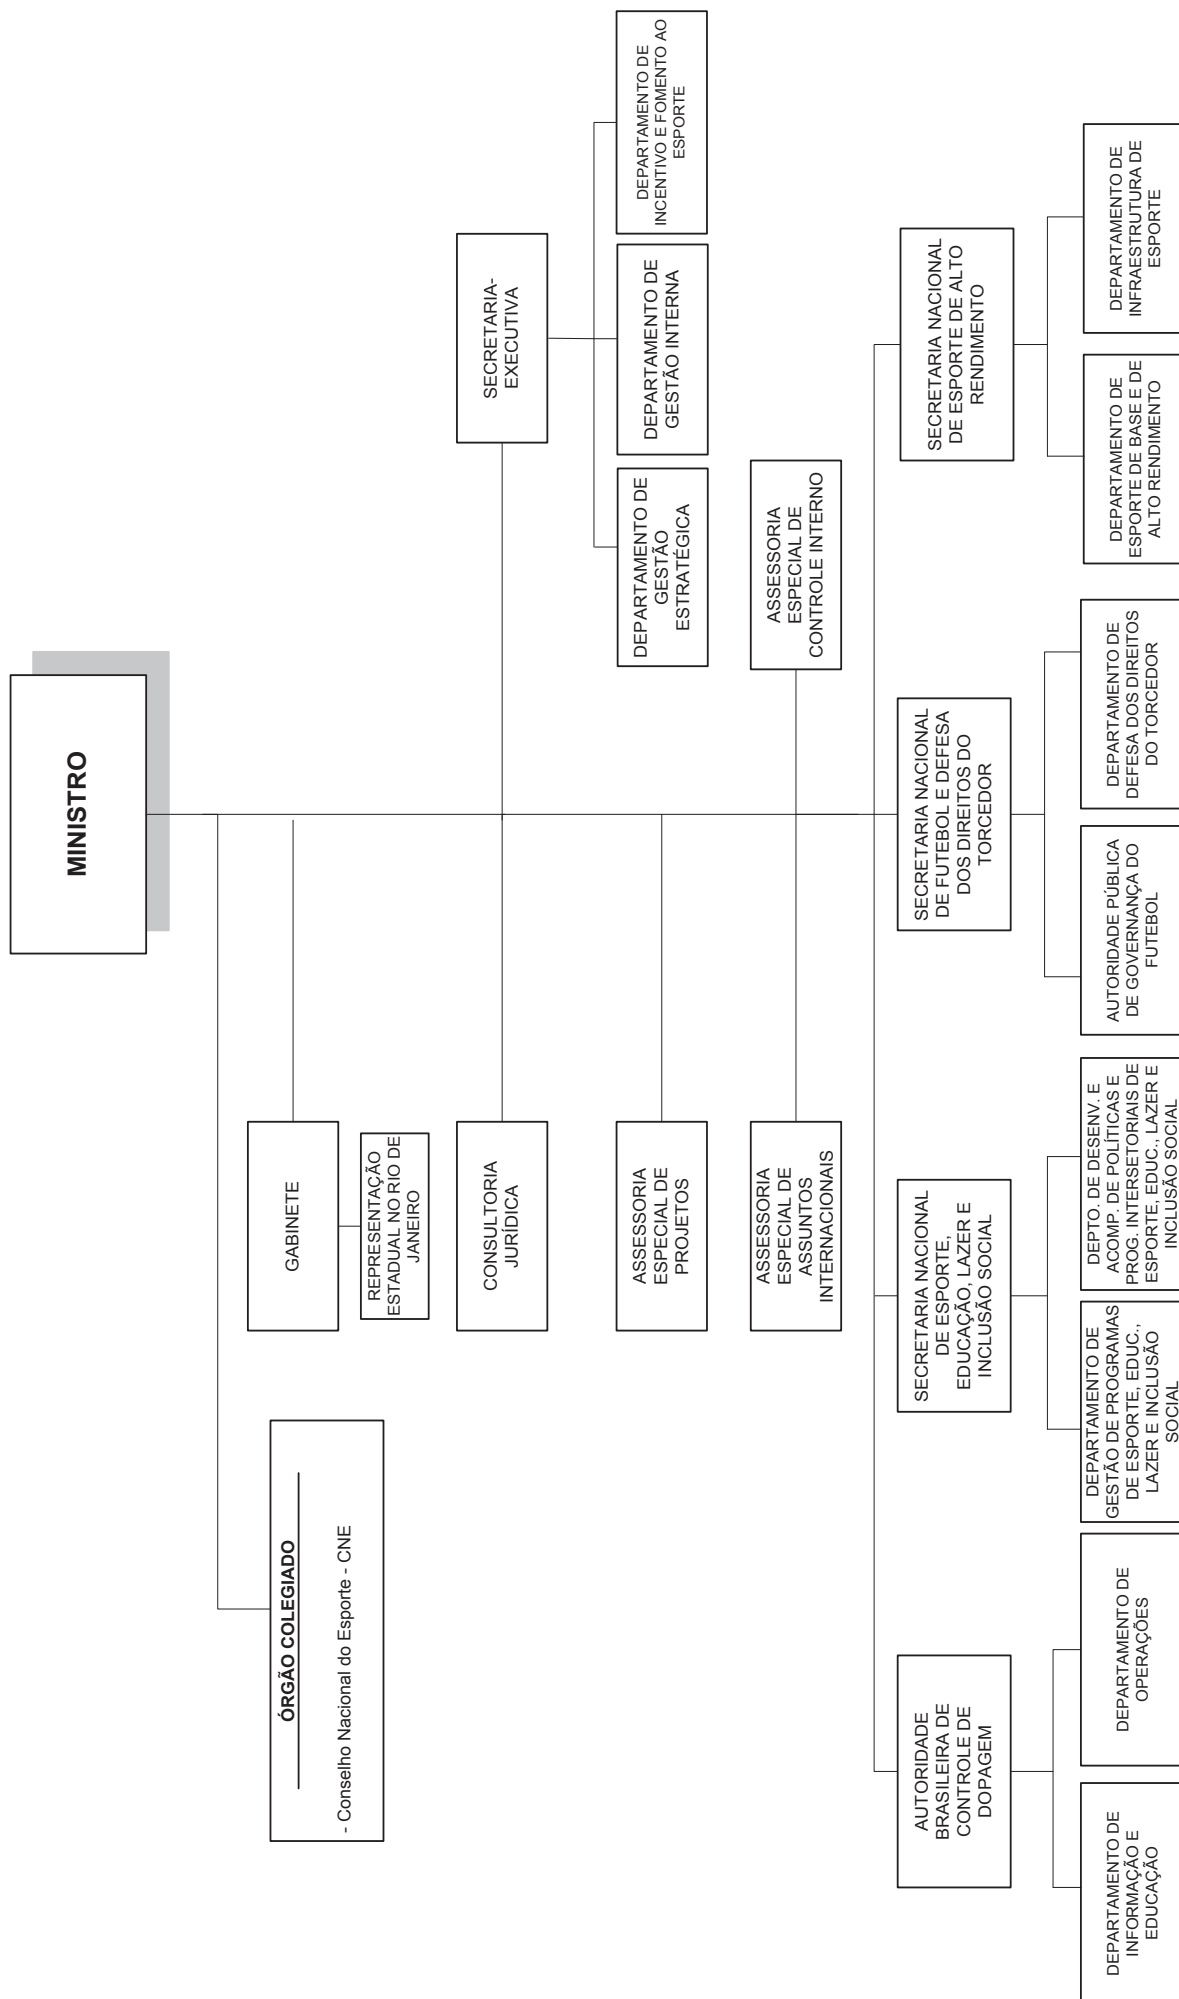 MINISTRO
ÓRGÃO COLEGIADO
- Conselho Nacional do Esporte - CNE
GABINETE
REPRESENTAÇÃO
ESTADUAL NO RIO DE
JANEIRO
SECRETARIA-
EXECUTIVA
CONSULTORIA
JURÍDICA
DEPARTAMENTO DE
GESTÃO
ESTRATÉGICA
DEPARTAMENTO DE
GESTÃO INTERNA
DEPARTAMENTO DE
INCENTIVO E FOMENTO AO
ESPORTE
ASSESSORIA
ESPECIAL DE
PROJETOS
ASSESSORIA
ESPECIAL DE
ASSUNTOS
INTERNACIONAIS
ASSESSORIA
ESPECIAL DE
CONTROLE INTERNO
AUTORIDADE
BRASILEIRA DE
CONTROLE DE
DOPAGEM
SECRETARIA NACIONAL
DE ESPORTE,
EDUCAÇÃO, LAZER E
INCLUSÃO SOCIAL
SECRETARIA NACIONAL
DE FUTEBOL E DEFESA
DOS DIREITOS DO
TORCEDOR
SECRETARIA NACIONAL
DE ESPORTE DE ALTO
RENDIMENTO
DEPARTAMENTO DE
INFORMAÇÃO E
EDUCAÇÃO
DEPARTAMENTO DE
OPERAÇÕES
DEPARTAMENTO DE
GESTÃO DE PROGRAMAS
DE ESPORTE, EDUC.,
LAZER E INCLUSÃO
SOCIAL
DEPTO. DE DESENV. E
ACOMP. DE POLÍTICAS E
PROG. INTERSETORIAIS DE
ESPORTE, EDUC., LAZER E
INCLUSÃO SOCIAL
AUTORIDADE PÚBLICA
DE GOVERNANÇA DO
FUTEBOL
DEPARTAMENTO DE
DEFESA DOS DIREITOS
DO TORCEDOR
DEPARTAMENTO DE
ESPORTE DE BASE E DE
ALTO RENDIMENTO
DEPARTAMENTO DE
INFRAESTRUTURA DE
ESPORTE